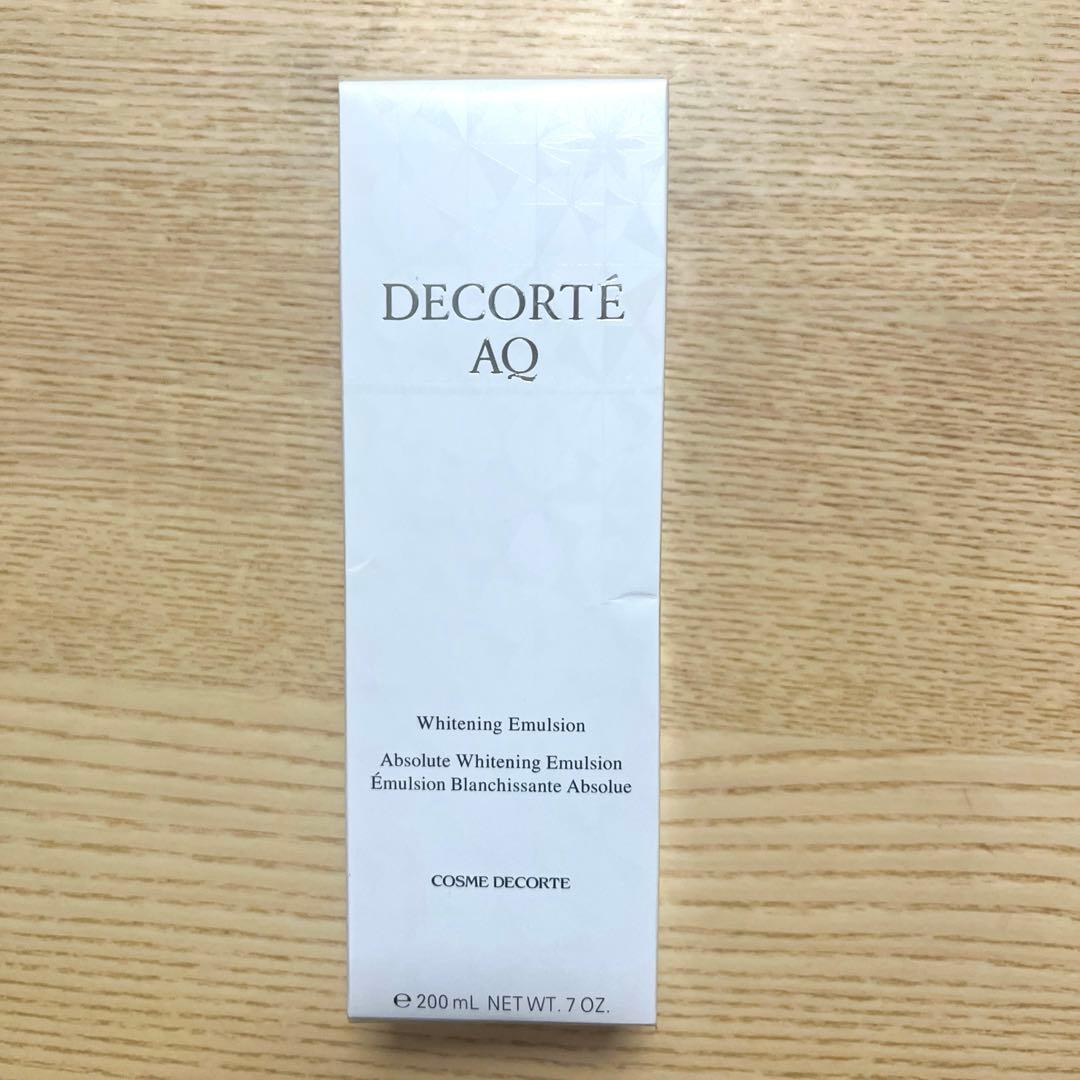 DECORTÉ
AQ
Whitening Emulsion
Absolute Whitening Emulsion
Émulsion Blanchissante Absolue
COSME DECORTE
℮ 200 mL NET WT. 7 OZ.